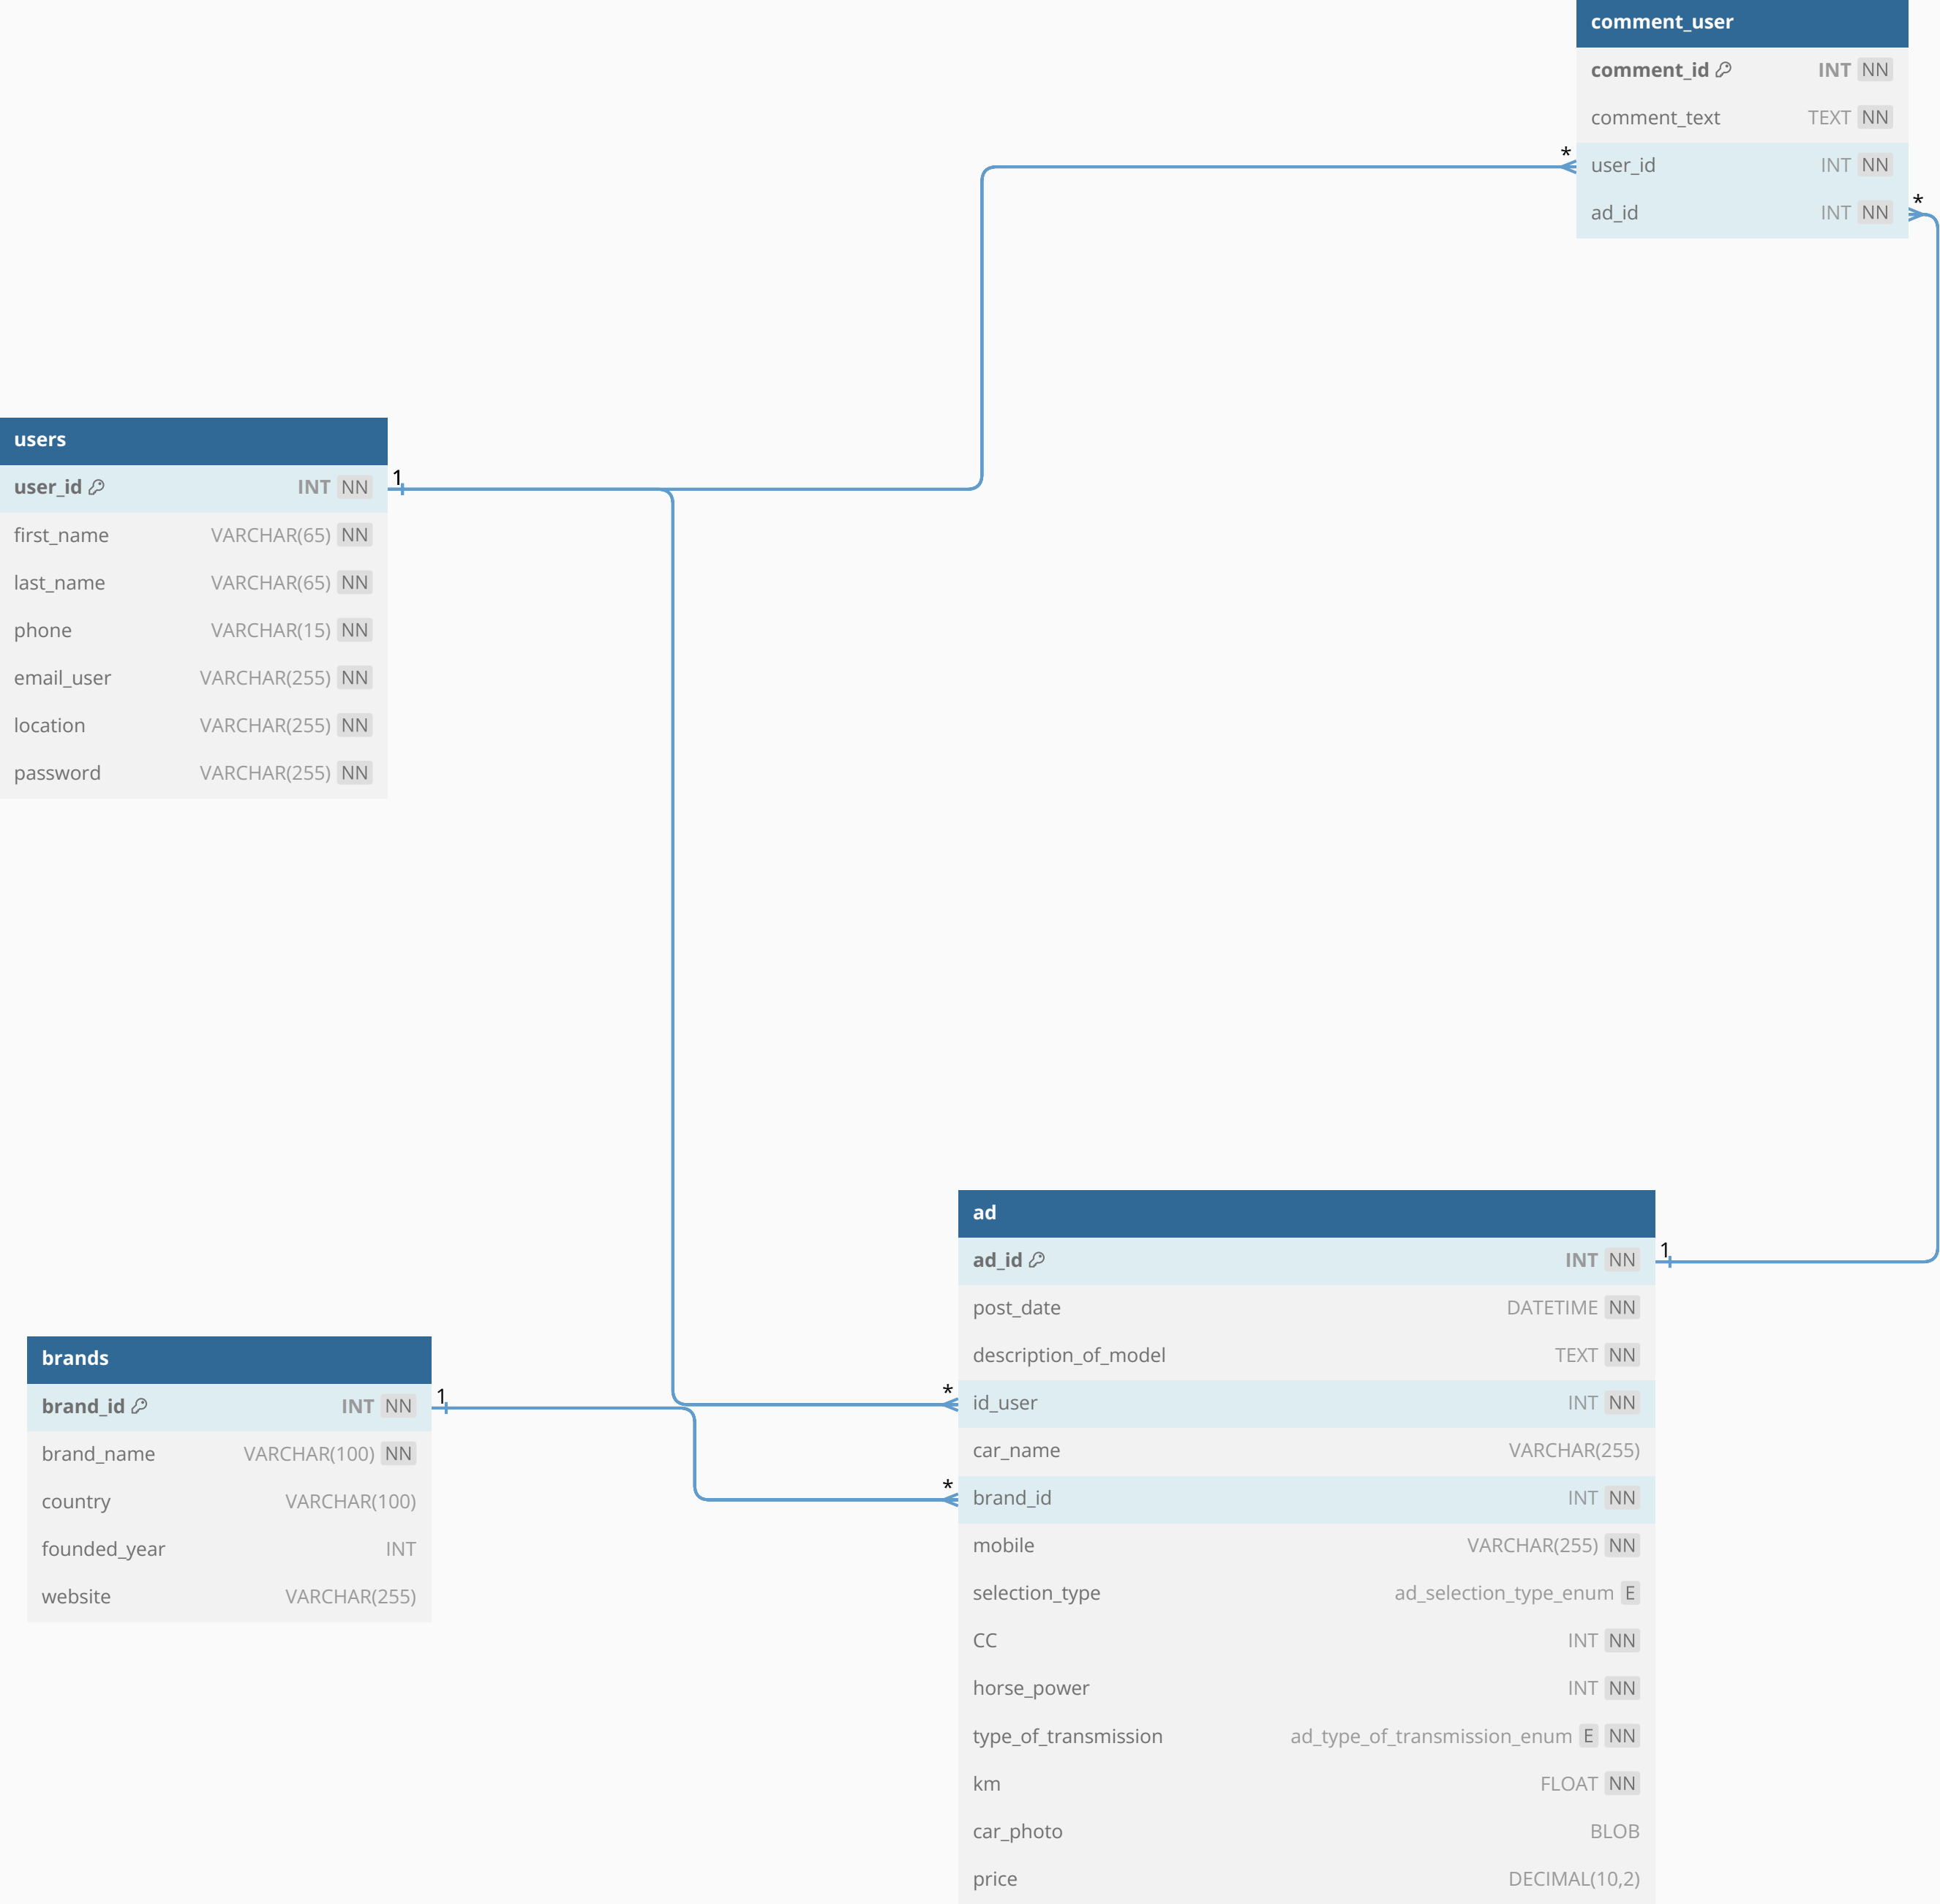 comment_user
comment_id INT NN
comment_text TEXT NN
* user_id INT NN
ad_id INT NN *
users
user_id INT NN 1
first_name VARCHAR(65) NN
last_name VARCHAR(65) NN
phone VARCHAR(15) NN
email_user VARCHAR(255) NN
location VARCHAR(255) NN
password VARCHAR(255) NN
ad
ad_id INT NN 1
post_date DATETIME NN
description_of_model TEXT NN
* id_user INT NN
car_name VARCHAR(255)
* brand_id INT NN
mobile VARCHAR(255) NN
selection_type ad_selection_type_enum E
CC INT NN
horse_power INT NN
type_of_transmission ad_type_of_transmission_enum E NN
km FLOAT NN
car_photo BLOB
price DECIMAL(10,2)
brands
brand_id INT NN 1
brand_name VARCHAR(100) NN
country VARCHAR(100)
founded_year INT
website VARCHAR(255)